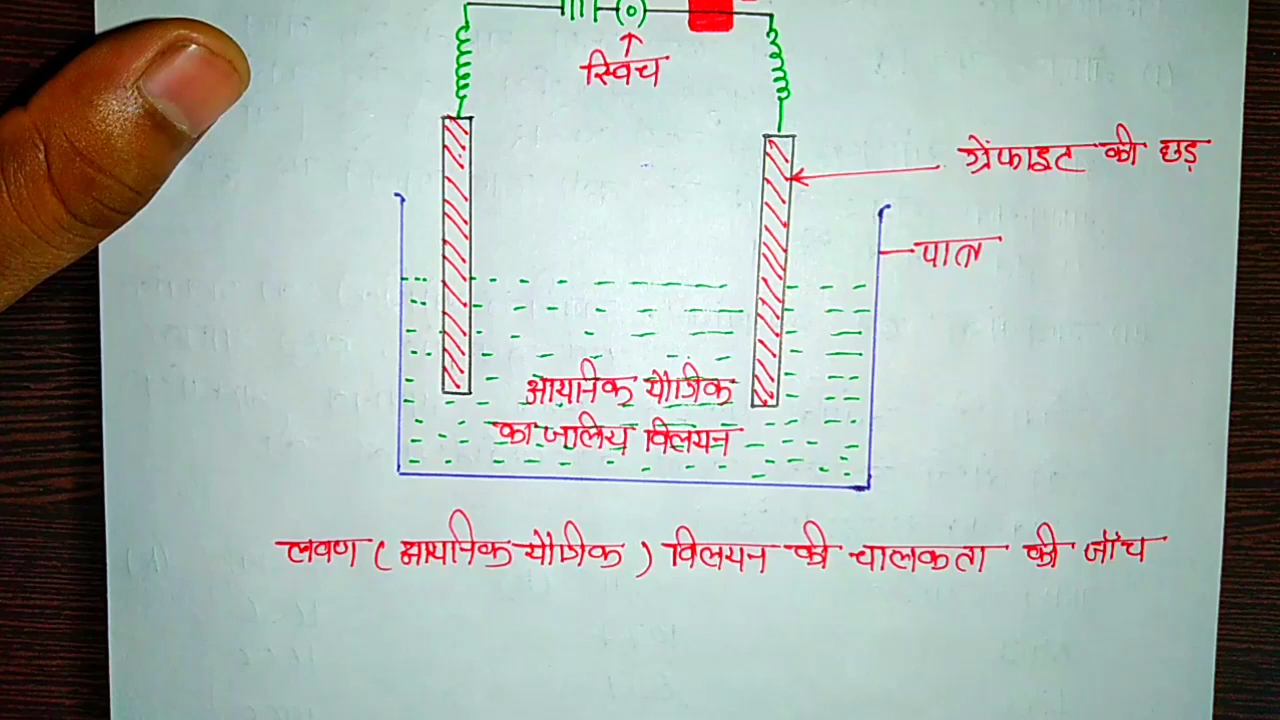 स्विच
ग्रेंफाइट की छड़
पात्र
आयनिक यौगिक
का जलिय विलयन
लवण (आयनिक यौगिक) विलयन की चालकता की जाँच